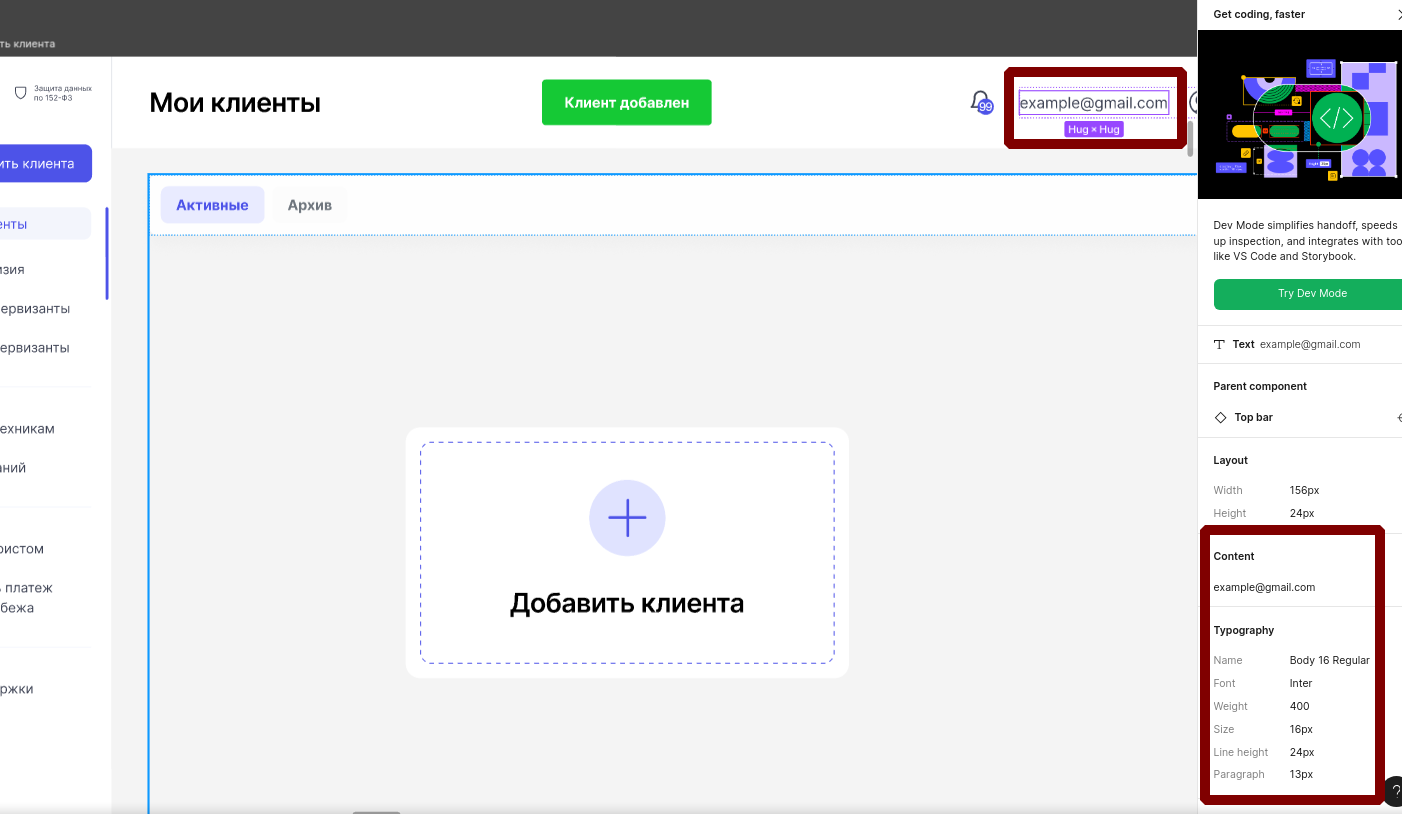 ть клиента
Защита данных
по 152-ФЗ
Мои клиенты
Клиент добавлен
99
example@gmail.com
Hug × Hug
ить клиента
енты
изия
ервизанты
ервизанты
ехникам
аний
ристом
ь платеж
бежа
ржки
Активные
Архив
Добавить клиента
Get coding, faster
</>
Dev Mode simplifies handoff, speeds
up inspection, and integrates with too
like VS Code and Storybook.
Try Dev Mode
Text example@gmail.com
Parent component
Top bar
Layout
Width 156px
Height 24px
Content
example@gmail.com
Typography
Name Body 16 Regular
Font Inter
Weight 400
Size 16px
Line height 24px
Paragraph 13px
?